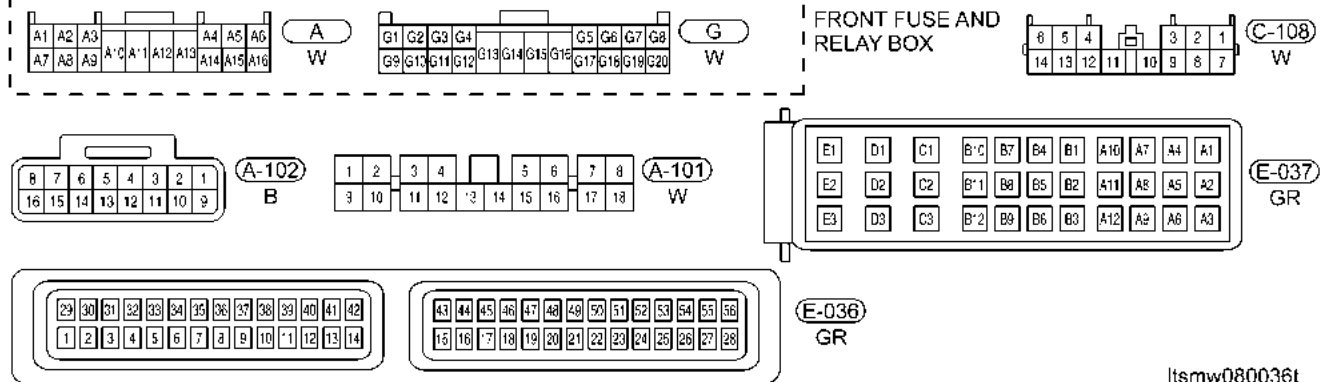 A1 A2 A3 A4 A5 A6
A7 A8 A9 A10 A11 A12 A13 A14 A15 A16
A
W
G1 G2 G3 G4 G5 G6 G7 G8
G9 G10 G11 G12 G13 G14 G15 G16 G17 G18 G19 G20
G
W
FRONT FUSE AND
RELAY BOX
6 5 4 3 2 1
14 13 12 11 10 9 8 7
C-108
W
8 7 6 5 4 3 2 1
16 15 14 13 12 11 10 9
A-102
B
1 2 3 4 5 6 7 8
9 10 11 12 13 14 15 16 17 18
A-101
W
E1 D1 C1 B10 B7 B4 B1 A10 A7 A4 A1
E2 D2 C2 B11 B8 B5 B2 A11 A8 A5 A2
E3 D3 C3 B12 B9 B6 B3 A12 A9 A6 A3
E-037
GR
29 30 31 32 33 34 35 36 37 38 39 40 41 42
1 2 3 4 5 6 7 8 9 10 11 12 13 14
43 44 45 46 47 48 49 50 51 52 53 54 55 56
15 16 17 18 19 20 21 22 23 24 25 26 27 28
E-036
GR
ltsmw080036t